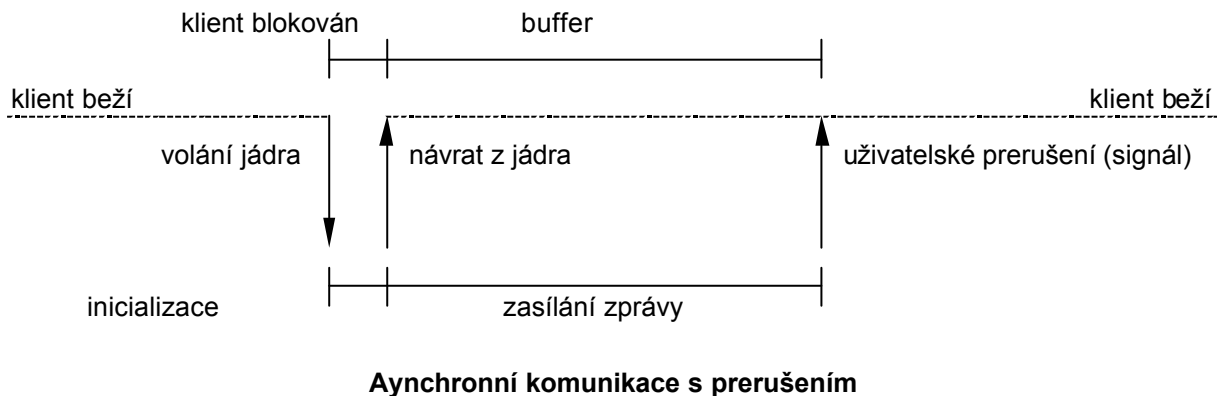 klient blokován
buffer
klient beží
klient beží
volání jádra
návrat z jádra
uživatelské prerušení (signál)
inicializace
zasílání zprávy
Aynchronní komunikace s prerušením